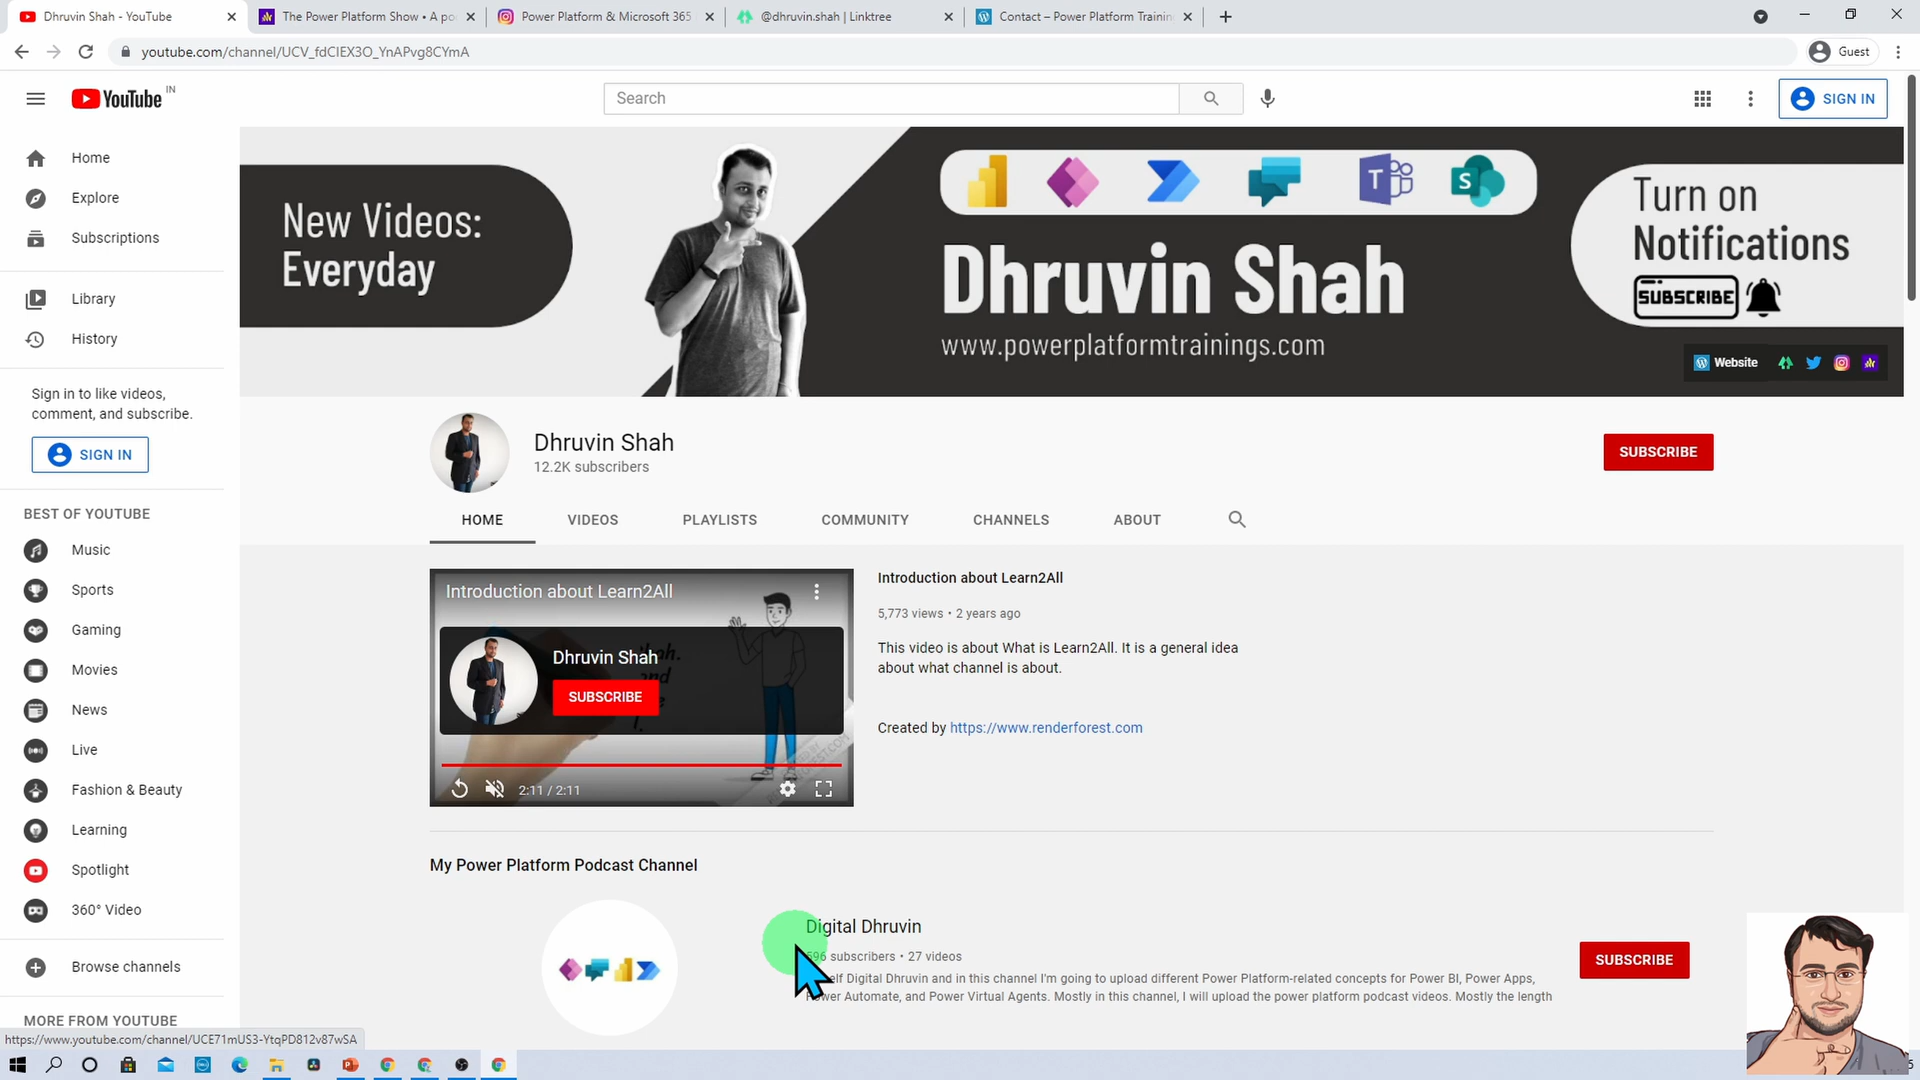 Dhruvin Shah - YouTube
The Power Platform Show • A po
Power Platform & Microsoft 365
@dhruvin.shah | Linktree
Contact – Power Platform Trainin
youtube.com/channel/UCV_fdCIEX3O_YnAPvg8CYmA
Guest
YouTube IN
Search
SIGN IN
Home
Explore
Subscriptions
Library
History
Sign in to like videos,
comment, and subscribe.
SIGN IN
BEST OF YOUTUBE
Music
Sports
Gaming
Movies
News
Live
Fashion & Beauty
Learning
Spotlight
360° Video
Browse channels
MORE FROM YOUTUBE
New Videos:
Everyday
Dhruvin Shah
www.powerplatformtrainings.com
Turn on
Notifications
SUBSCRIBE
Website
Dhruvin Shah
12.2K subscribers
SUBSCRIBE
HOME
VIDEOS
PLAYLISTS
COMMUNITY
CHANNELS
ABOUT
Introduction about Learn2All
Dhruvin Shah
SUBSCRIBE
2:11 / 2:11
Introduction about Learn2All
5,773 views • 2 years ago
This video is about What is Learn2All. It is a general idea
about what channel is about.
Created by https://www.renderforest.com
My Power Platform Podcast Channel
Digital Dhruvin
subscribers • 27 videos
Digital Dhruvin and in this channel I'm going to upload different Power Platform-related concepts for Power BI, Power Apps,
Power Automate, and Power Virtual Agents. Mostly in this channel, I will upload the power platform podcast videos. Mostly the length
SUBSCRIBE
https://www.youtube.com/channel/UCE71mUS3-YtqPD812v87wSA